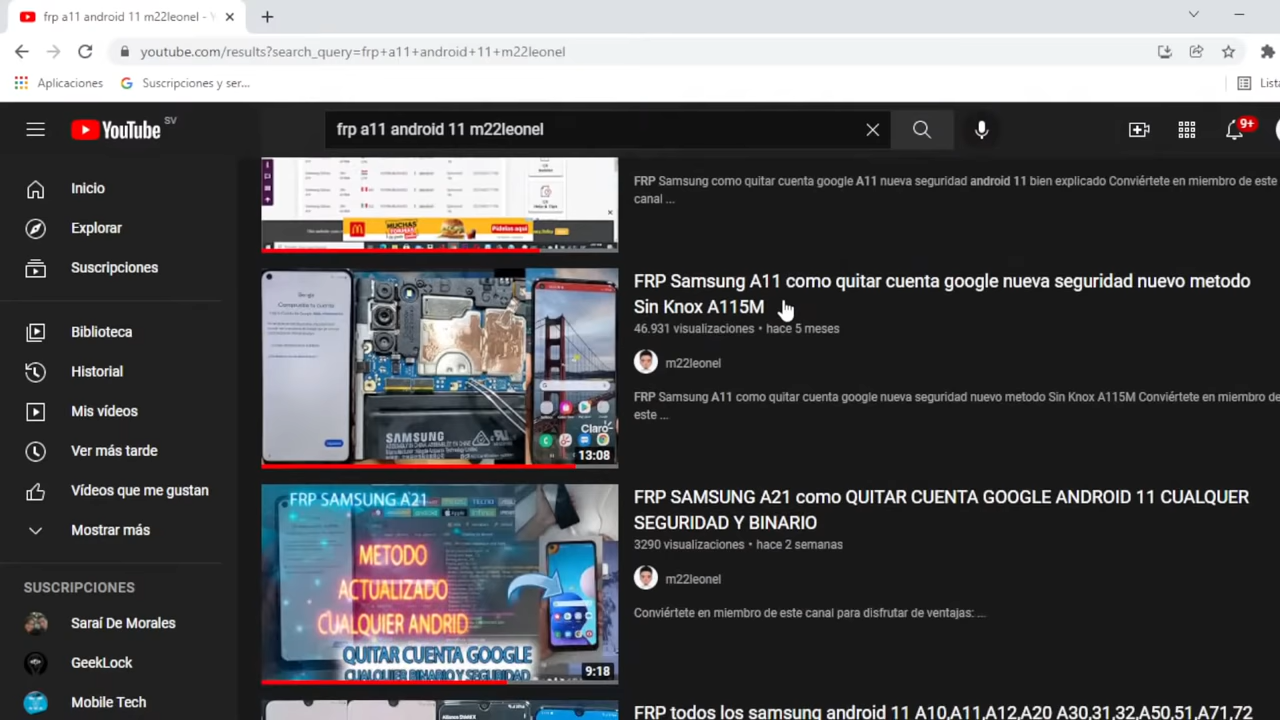 frp a11 android 11 m22leonel - Y
youtube.com/results?search_query=frp+a11+android+11+m22leonel
Aplicaciones
Suscripciones y ser...
Lista
YouTube SV
frp a11 android 11 m22leonel
9+
Inicio
Explorar
Suscripciones
Biblioteca
Historial
Mis vídeos
Ver más tarde
Vídeos que me gustan
Mostrar más
SUSCRIPCIONES
Saraí De Morales
GeekLock
Mobile Tech
FRP Samsung como quitar cuenta google A11 nueva seguridad android 11 bien explicado Conviértete en miembro de este
canal ...
FRP Samsung A11 como quitar cuenta google nueva seguridad nuevo metodo
Sin Knox A115M
46.931 visualizaciones • hace 5 meses
m22leonel
FRP Samsung A11 como quitar cuenta google nueva seguridad nuevo metodo Sin Knox A115M Conviértete en miembro de
este ...
SAMSUNG
Claro
13:08
FRP SAMSUNG A21
METODO
ACTUALIZADO
CUALQUIER ANDRID
QUITAR CUENTA GOOGLE
CUALQUIER BINARIO Y SEGURIDAD
9:18
FRP SAMSUNG A21 como QUITAR CUENTA GOOGLE ANDROID 11 CUALQUER
SEGURIDAD Y BINARIO
3290 visualizaciones • hace 2 semanas
m22leonel
Conviértete en miembro de este canal para disfrutar de ventajas: ...
FRP todos los samsung android 11 A10,A11,A12,A20 A30,31,32,A50,51 A71,72